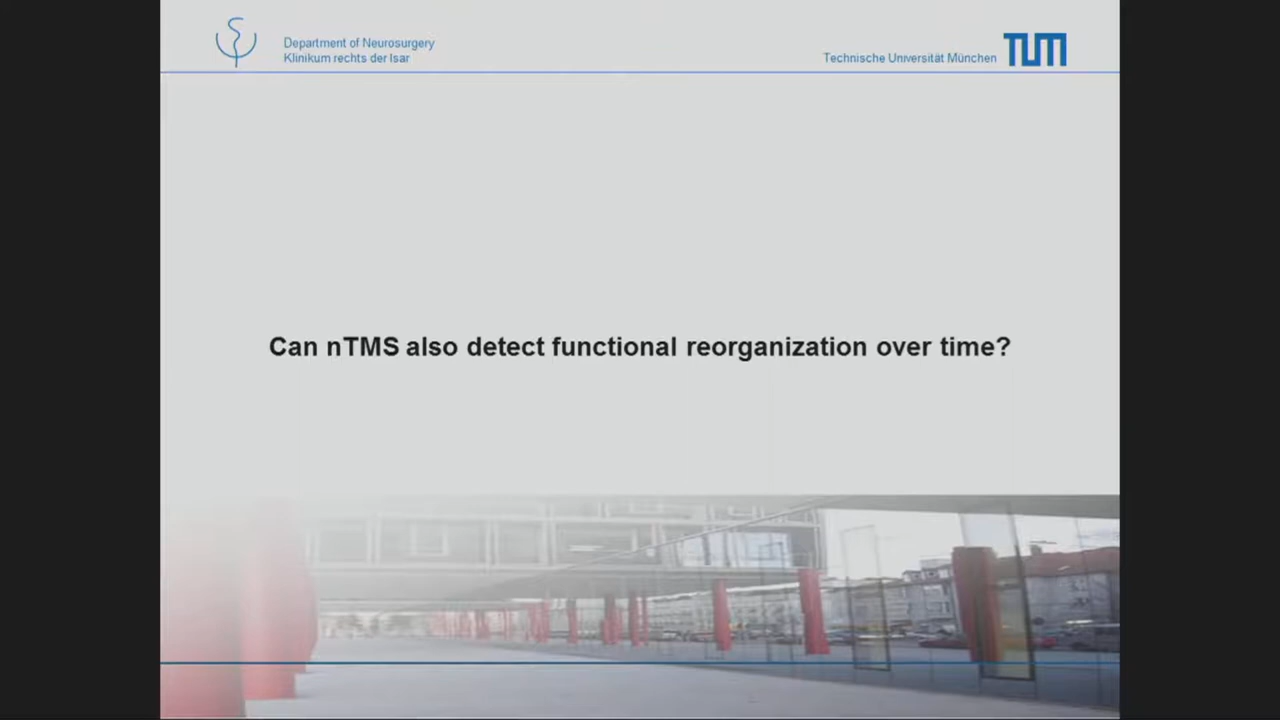 Department of Neurosurgery
Klinikum rechts der Isar
Technische Universität München
TUM
Can nTMS also detect functional reorganization over time?